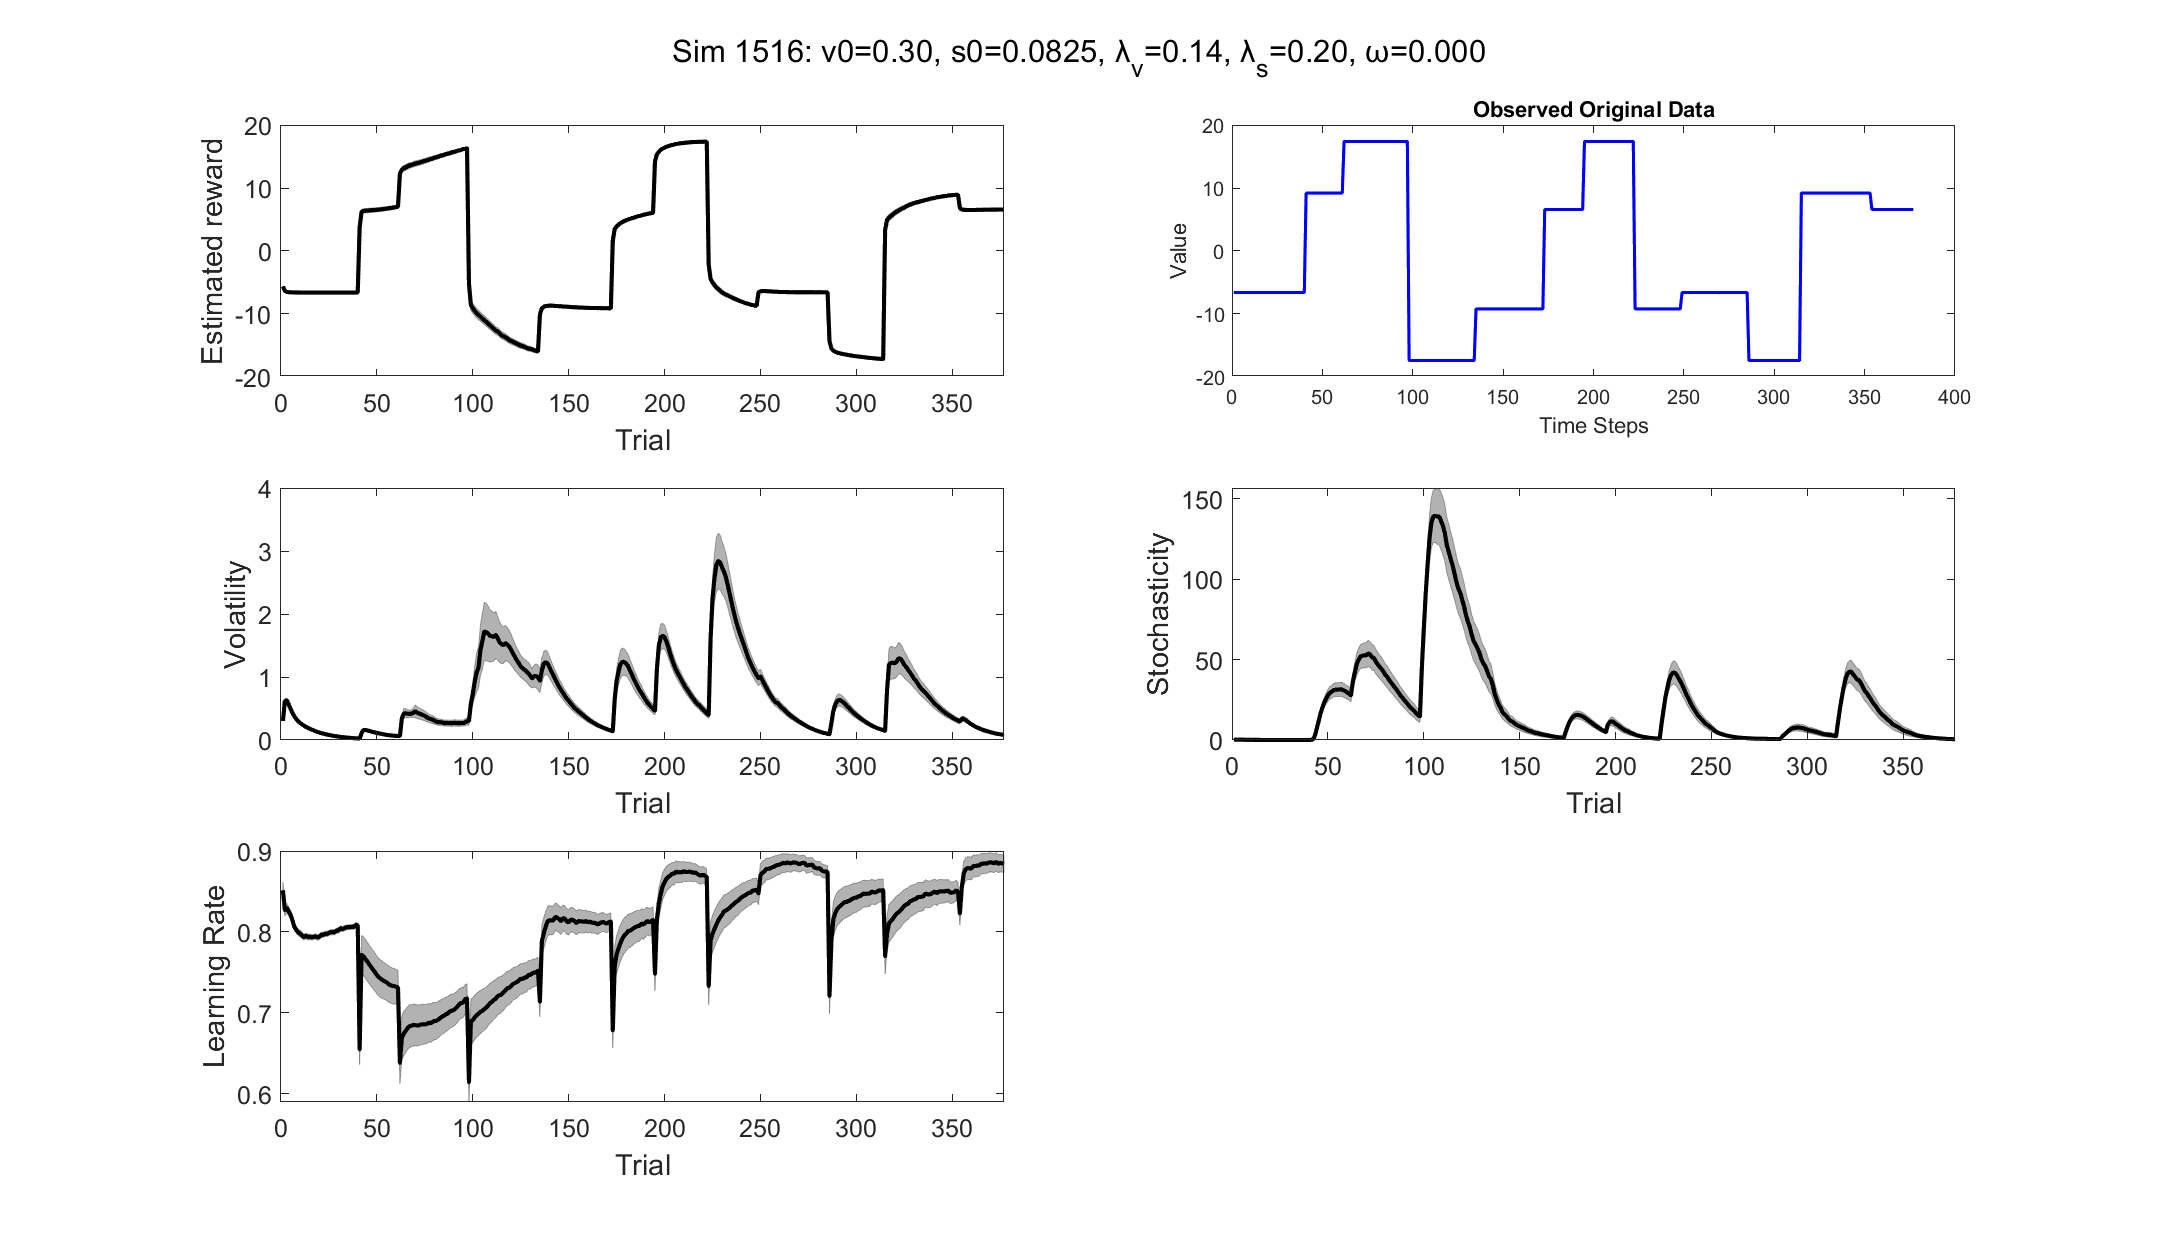 Sim 1516: v0=0.30, s0=0.0825, λv=0.14, λs=0.20, ω=0.000
Estimated reward
20
10
0
-10
-20
0 50 100 150 200 250 300 350
Trial
Observed Original Data
Value
20
10
0
-10
-20
0 50 100 150 200 250 300 350 400
Time Steps
Volatility
4
3
2
1
0
0 50 100 150 200 250 300 350
Trial
Stochasticity
150
100
50
0
0 50 100 150 200 250 300 350
Trial
Learning Rate
0.9
0.8
0.7
0.6
0 50 100 150 200 250 300 350
Trial